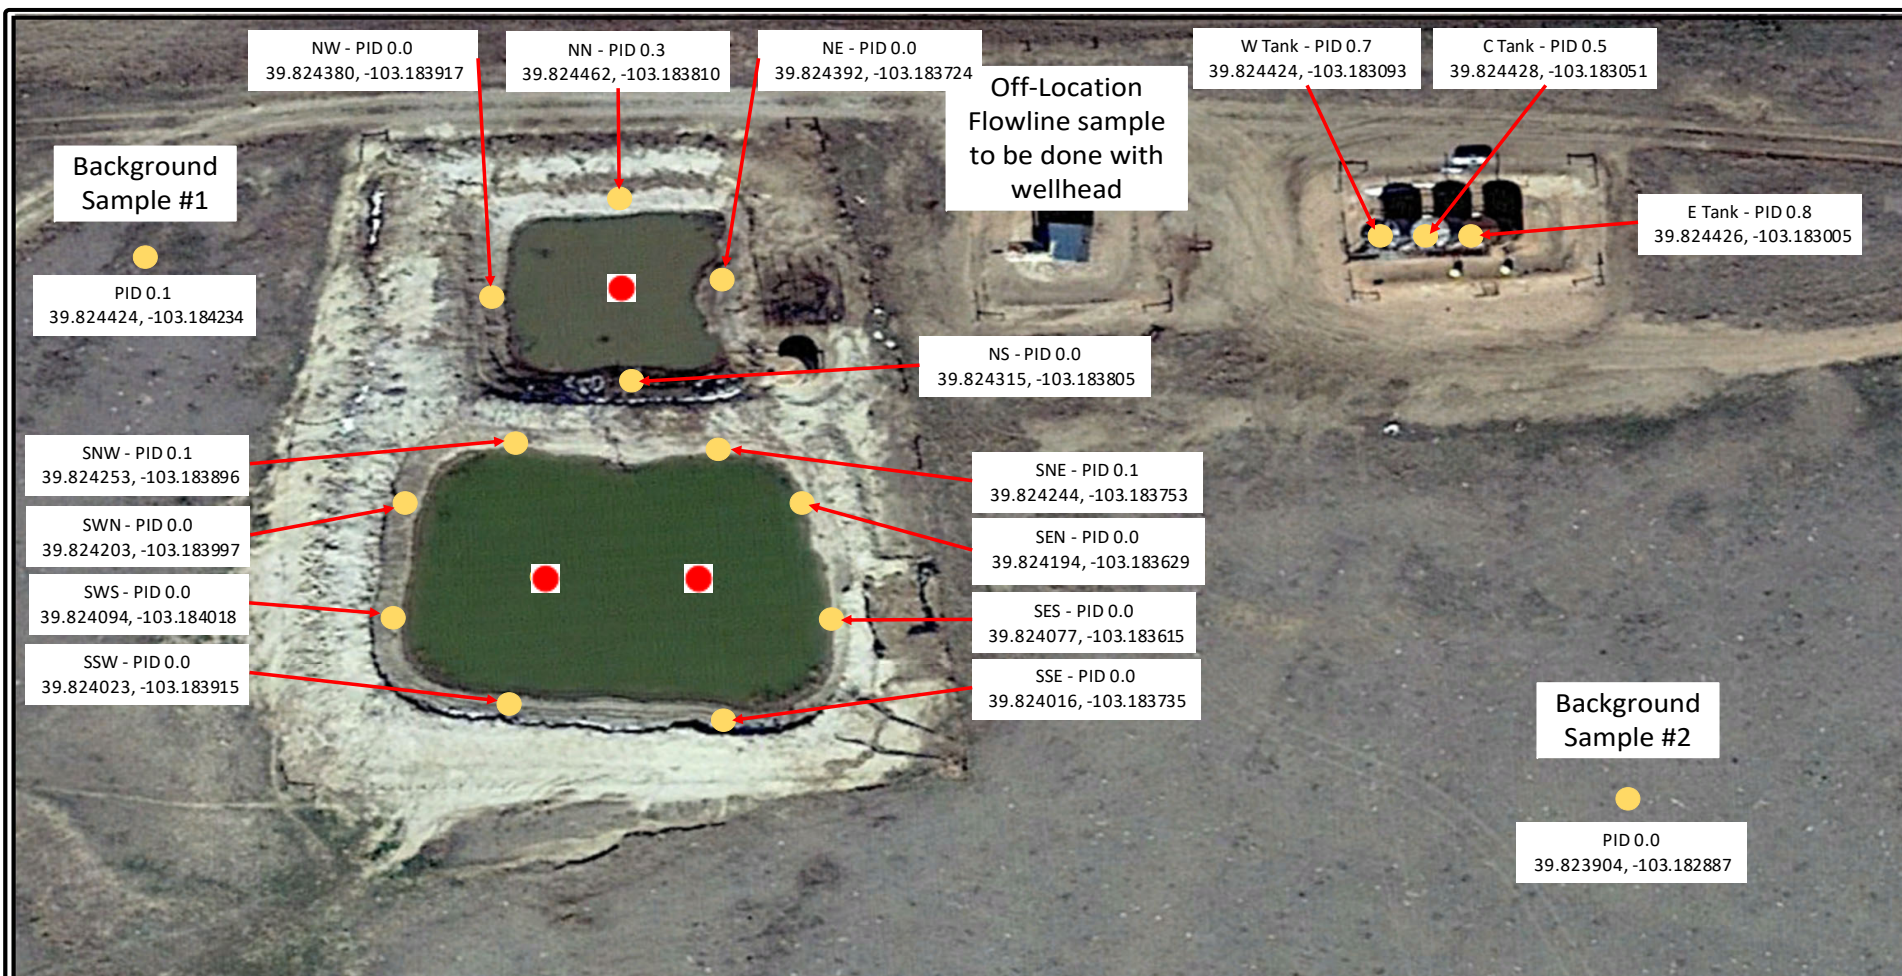 NW - PID 0.0
39.824380, -103.183917
NN - PID 0.3
39.824462, -103.183810
NE - PID 0.0
39.824392, -103.183724
Off-Location
Flowline sample
to be done with
wellhead
W Tank - PID 0.7
39.824424, -103.183093
C Tank - PID 0.5
39.824428, -103.183051
E Tank - PID 0.8
39.824426, -103.183005
Background
Sample #1
PID 0.1
39.824424, -103.184234
NS - PID 0.0
39.824315, -103.183805
SNW - PID 0.1
39.824253, -103.183896
SWN - PID 0.0
39.824203, -103.183997
SWS - PID 0.0
39.824094, -103.184018
SSW - PID 0.0
39.824023, -103.183915
SNE - PID 0.1
39.824244, -103.183753
SEN - PID 0.0
39.824194, -103.183629
SES - PID 0.0
39.824077, -103.183615
SSE - PID 0.0
39.824016, -103.183735
Background
Sample #2
PID 0.0
39.823904, -103.182887